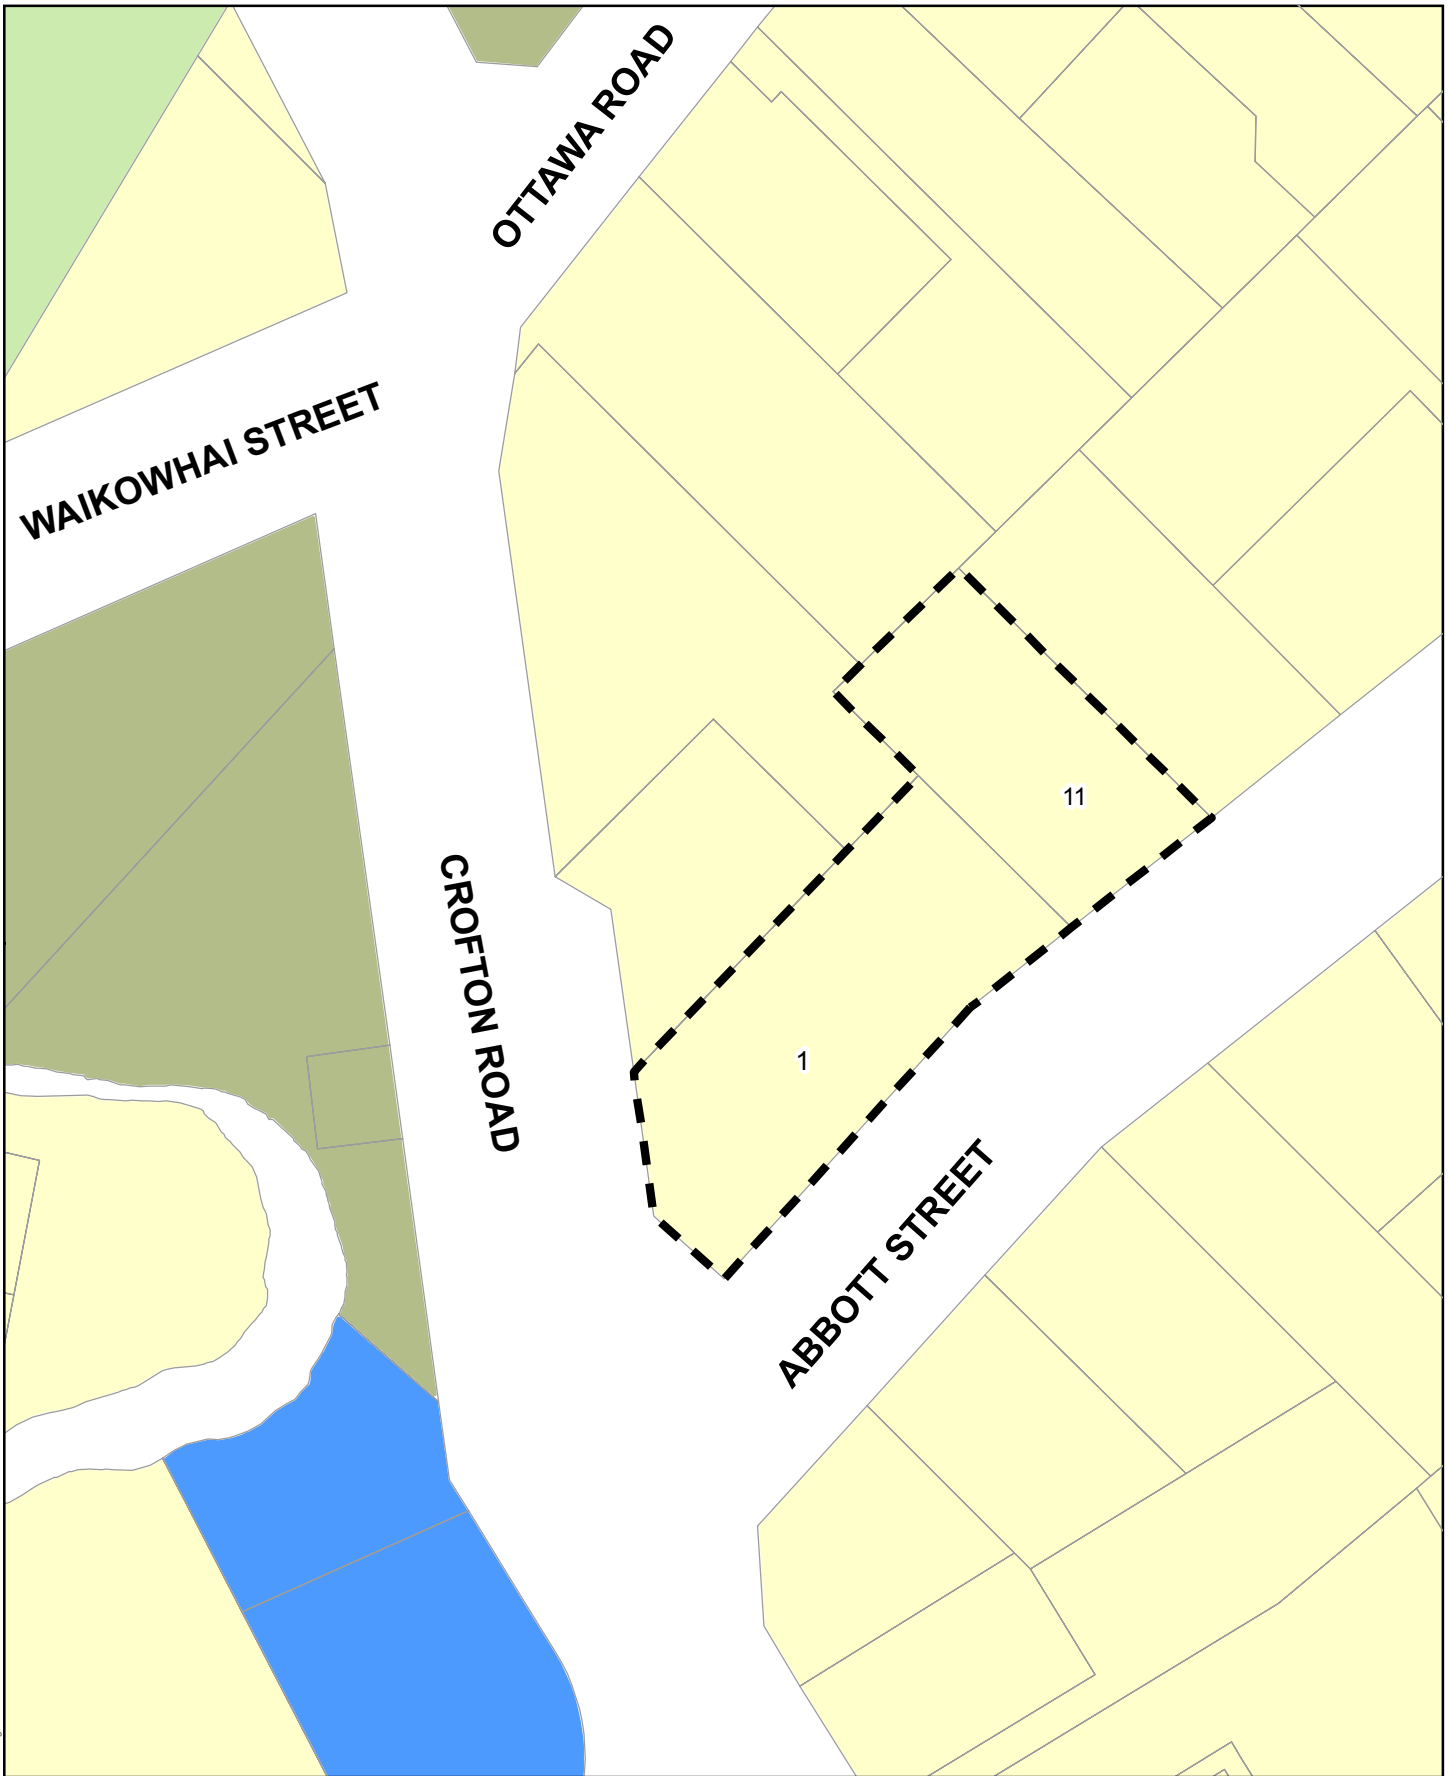 OTTAWA ROAD
WAIKOWHAI STREET
11
CROFTON ROAD
1
ABBOTT STREET